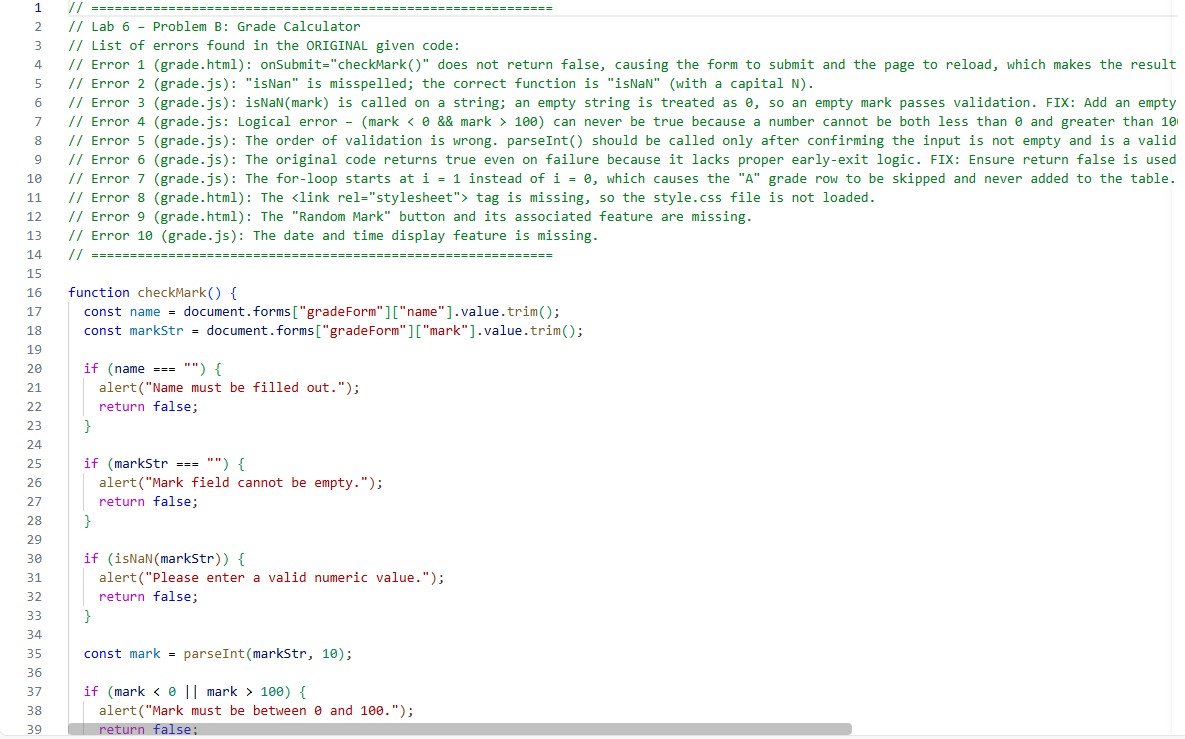 1 // ============================================================
2 // Lab 6 – Problem B: Grade Calculator
3 // List of errors found in the ORIGINAL given code:
4 // Error 1 (grade.html): onSubmit="checkMark()" does not return false, causing the form to submit and the page to reload, which makes the result
5 // Error 2 (grade.js): "isNan" is misspelled; the correct function is "isNaN" (with a capital N).
6 // Error 3 (grade.js): isNaN(mark) is called on a string; an empty string is treated as 0, so an empty mark passes validation. FIX: Add an empty
7 // Error 4 (grade.js: Logical error – (mark < 0 && mark > 100) can never be true because a number cannot be both less than 0 and greater than 10
8 // Error 5 (grade.js): The order of validation is wrong. parseInt() should be called only after confirming the input is not empty and is a valid
9 // Error 6 (grade.js): The original code returns true even on failure because it lacks proper early-exit logic. FIX: Ensure return false is used
10 // Error 7 (grade.js): The for-loop starts at i = 1 instead of i = 0, which causes the "A" grade row to be skipped and never added to the table.
11 // Error 8 (grade.html): The <link rel="stylesheet"> tag is missing, so the style.css file is not loaded.
12 // Error 9 (grade.html): The "Random Mark" button and its associated feature are missing.
13 // Error 10 (grade.js): The date and time display feature is missing.
14 // ============================================================
15
16 function checkMark() {
17 const name = document.forms["gradeForm"]["name"].value.trim();
18 const markStr = document.forms["gradeForm"]["mark"].value.trim();
19
20 if (name === "") {
21 alert("Name must be filled out.");
22 return false;
23 }
24
25 if (markStr === "") {
26 alert("Mark field cannot be empty.");
27 return false;
28 }
29
30 if (isNaN(markStr)) {
31 alert("Please enter a valid numeric value.");
32 return false;
33 }
34
35 const mark = parseInt(markStr, 10);
36
37 if (mark < 0 || mark > 100) {
38 alert("Mark must be between 0 and 100.");
39 return false;